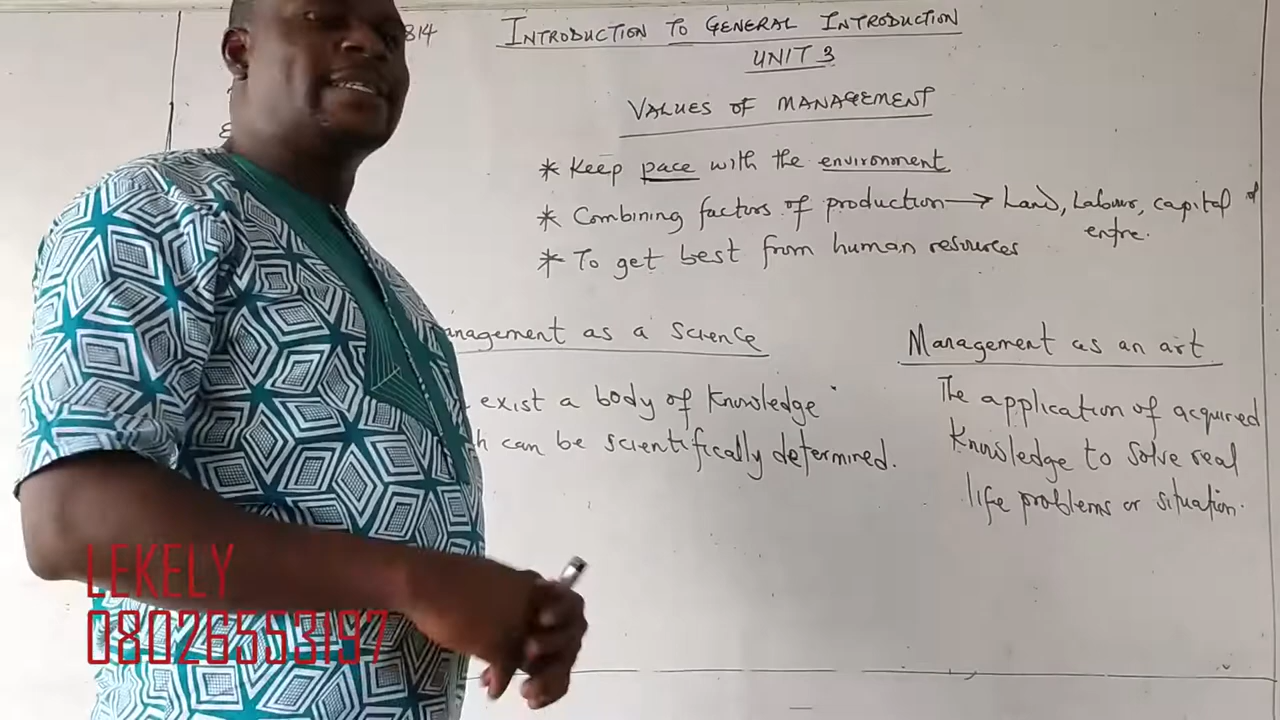 814
INTRODUCTION TO GENERAL INTRODUCTION
UNIT 3
VALUES OF MANAGEMENT
* Keep pace with the environment
* Combining factors of production → Land, Labour, capital of
entre.
* To get best from human resources
anagement as a science
exist a body of knowledge
h can be scientifically determined.
Management as an art
The application of acquired
knowledge to solve real
life problems or situation.
LEKELY
08026553197